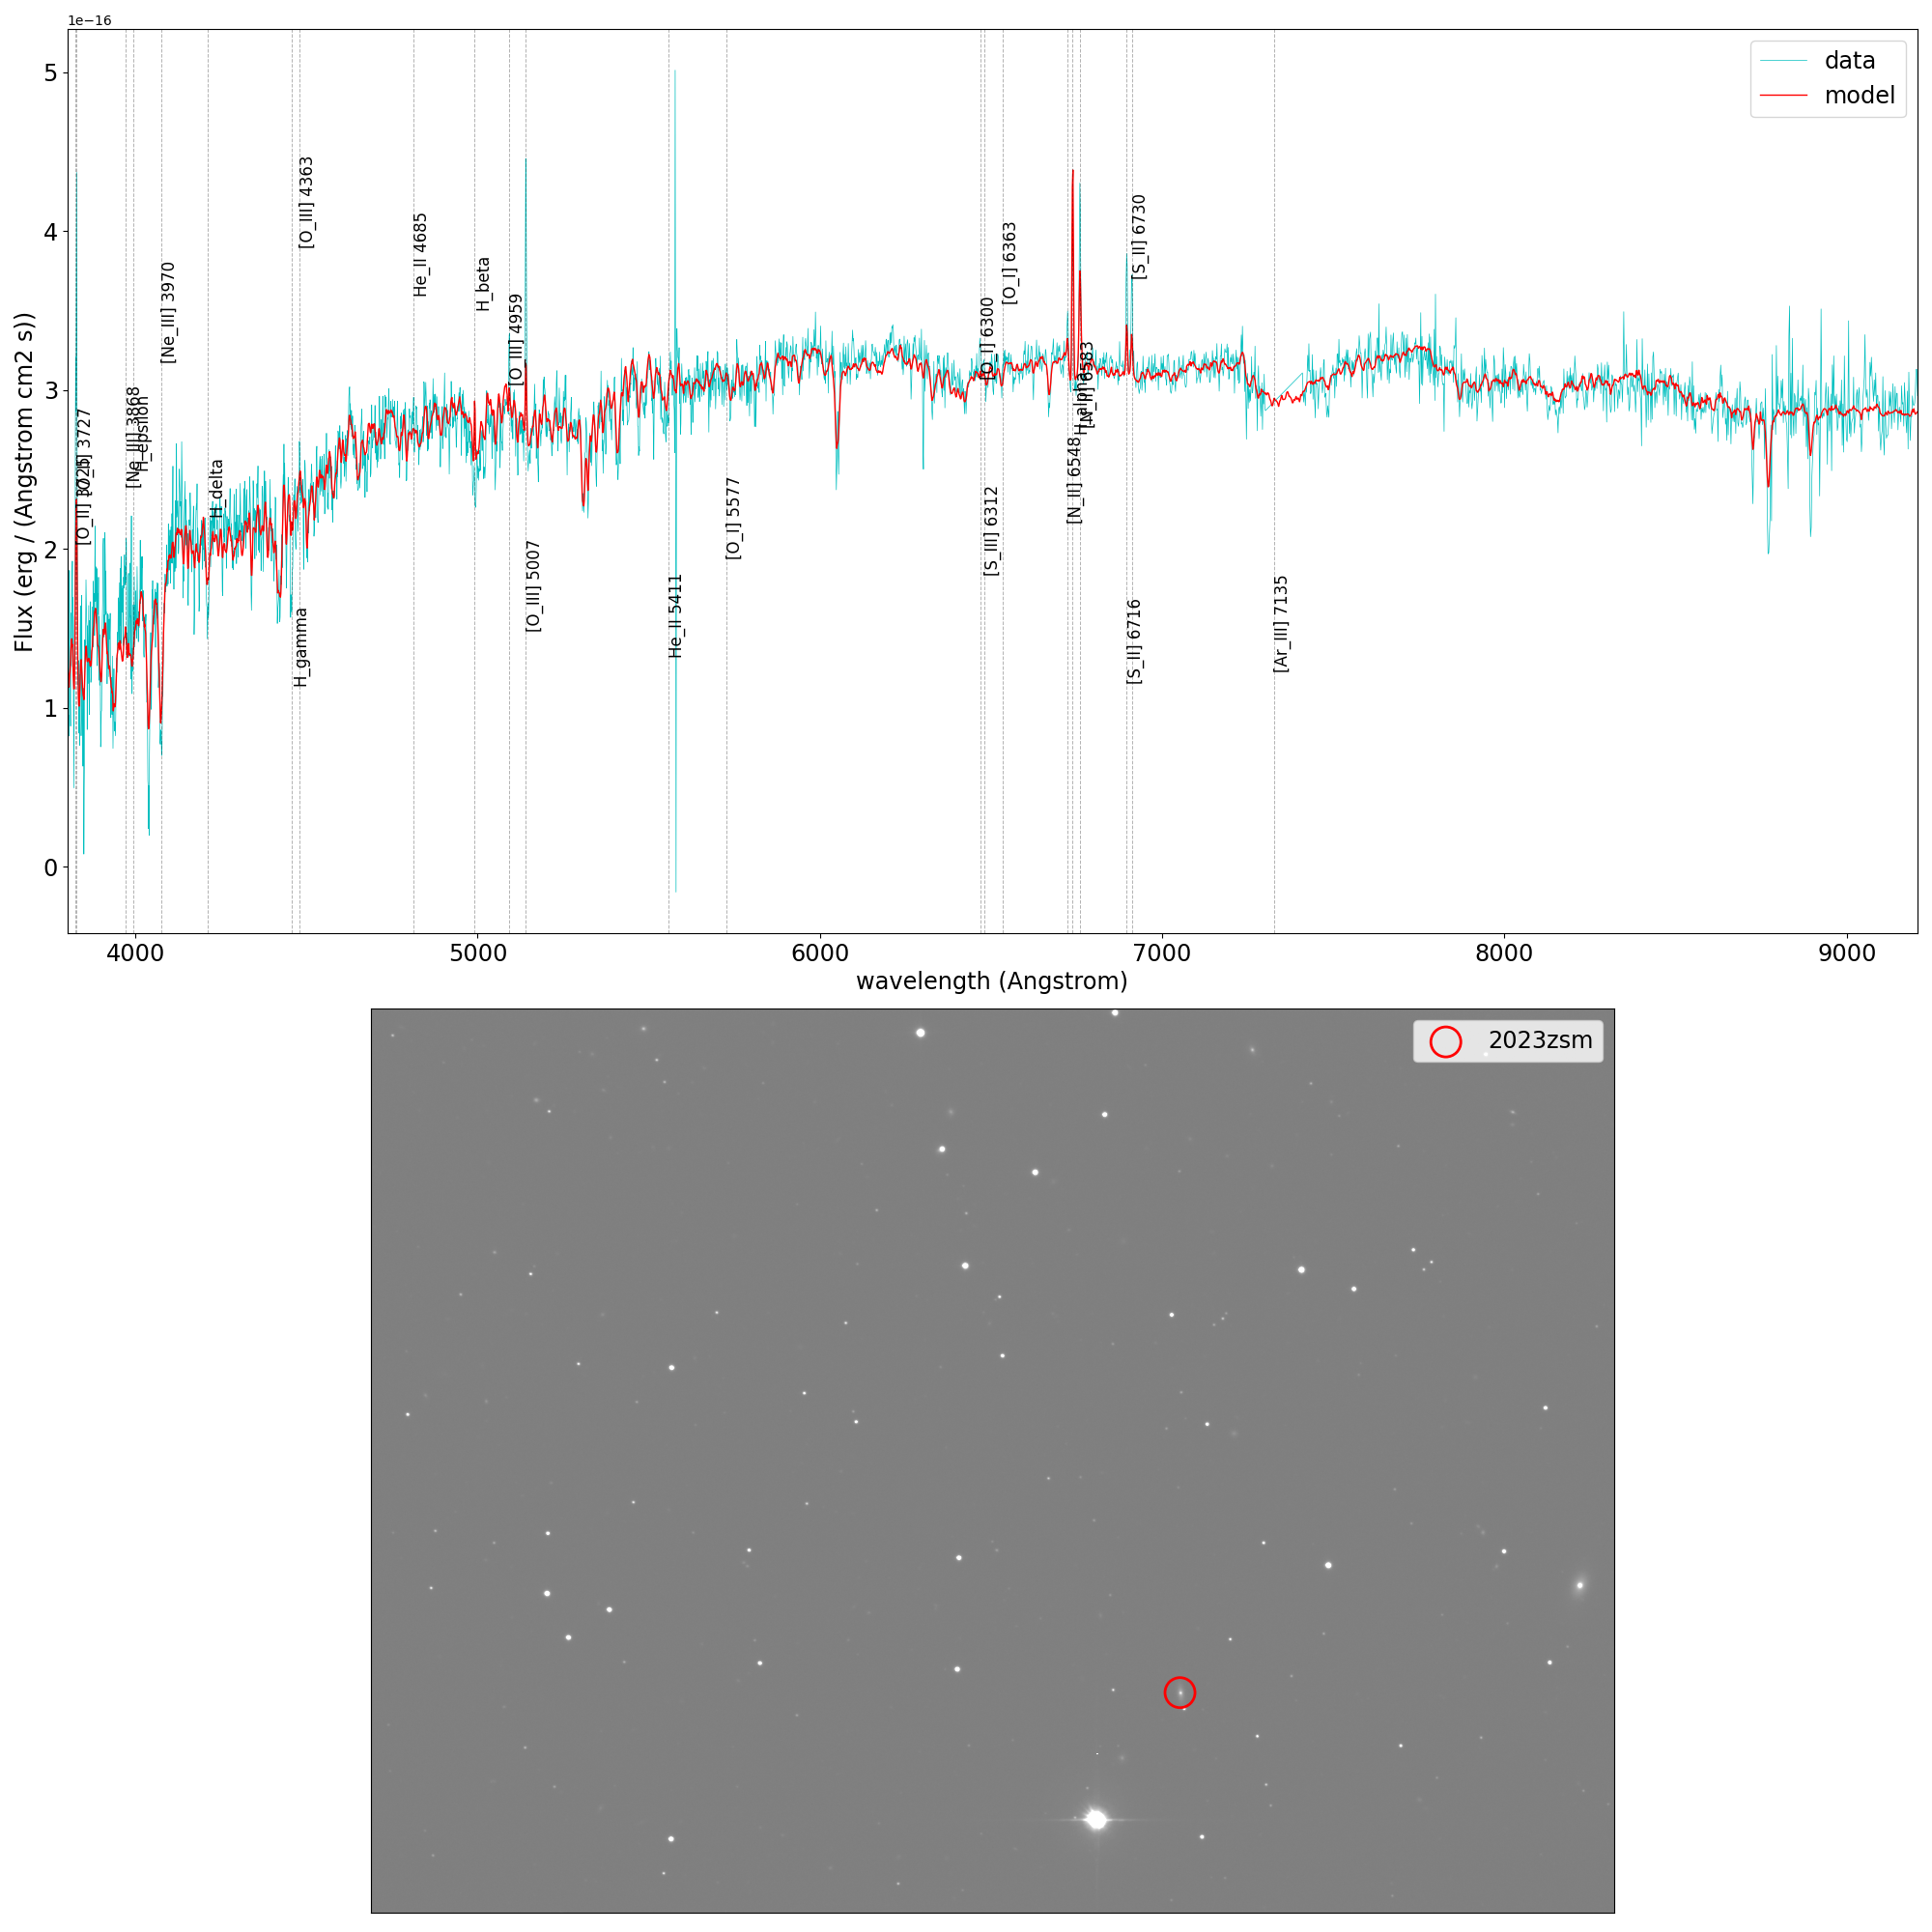 1e−16
data
model
5
4
3
2
1
0
Flux (erg / (Angstrom cm2 s))
[O_II] 3727
[Ne_III] 3868
H_epsilon
[Ne_III] 3970
H_delta
H_gamma
[O_III] 4363
He_II 4685
H_beta
[O_III] 4959
[O_III] 5007
He_II 5411
[O_I] 5577
[O_I] 6300
[S_III] 6312
[O_I] 6363
[N_II] 6548
H_alpha
[N_II] 6583
[S_II] 6716
[S_II] 6730
[Ar_III] 7135
4000 5000 6000 7000 8000 9000
wavelength (Angstrom)
2023zsm